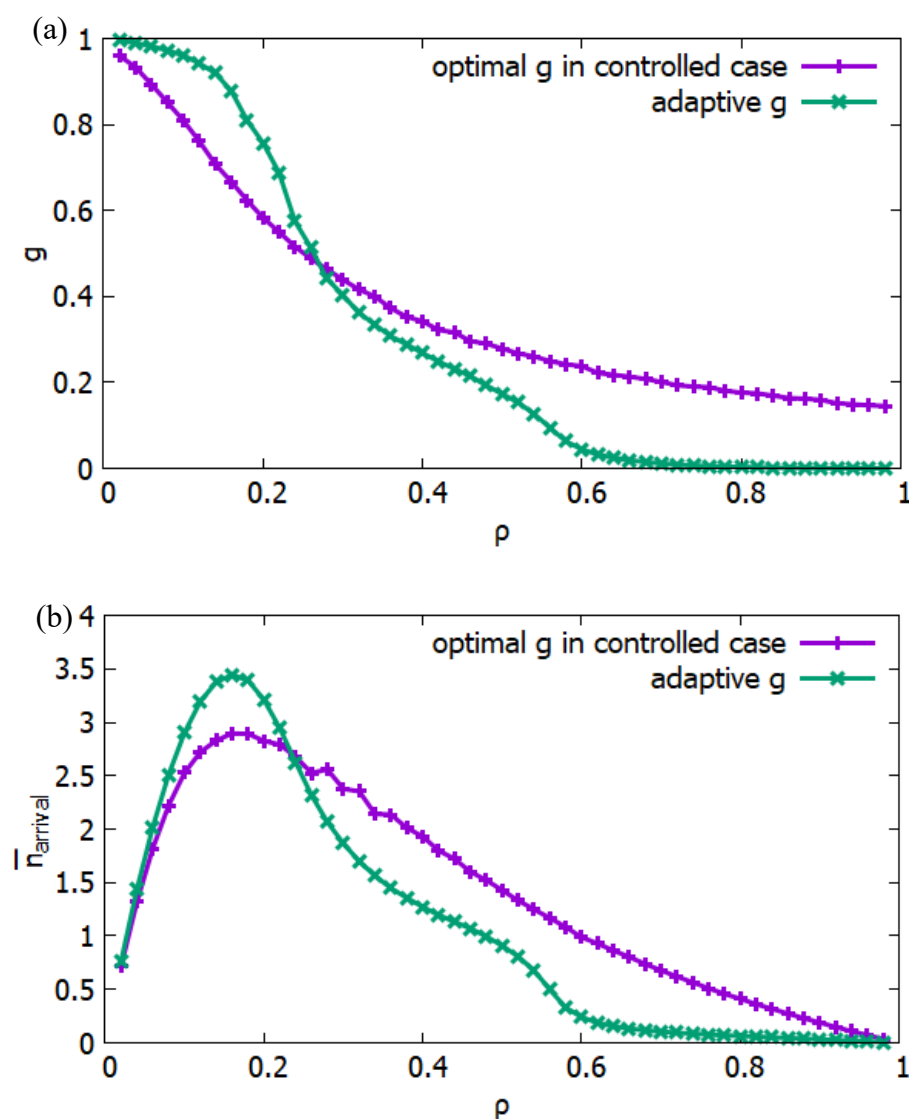 (a)
1
0.8
0.6
0.4
0.2
0
g
optimal g in controlled case
adaptive g
0 0.2 0.4 0.6 0.8 1
ρ
(b)
4
3.5
3
2.5
2
1.5
1
0.5
0
n̅arrival
optimal g in controlled case
adaptive g
0 0.2 0.4 0.6 0.8 1
ρ